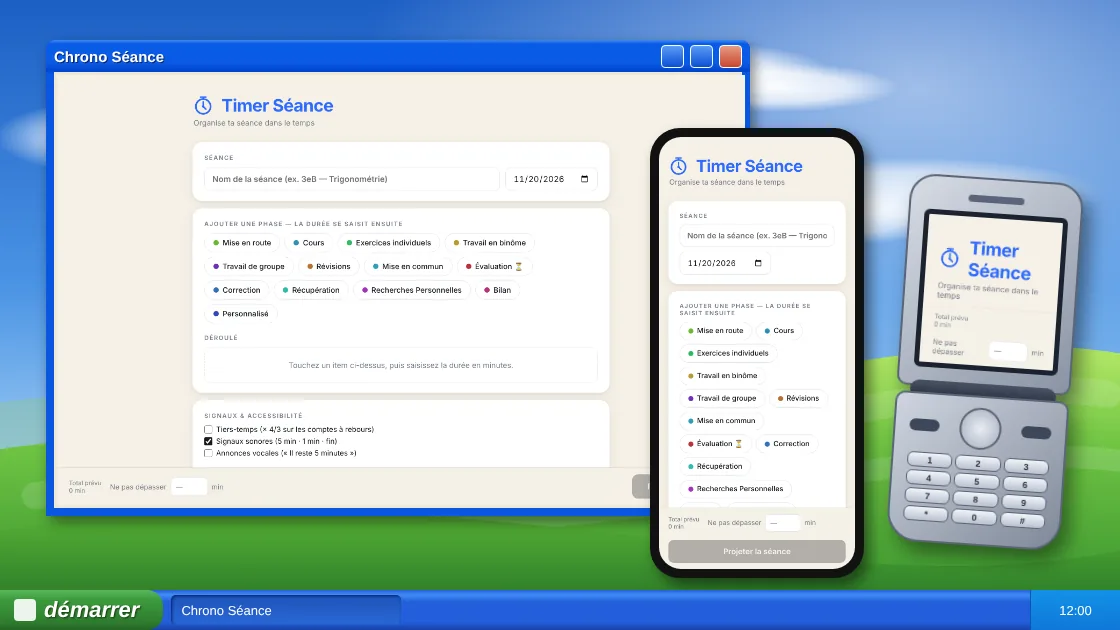 Chrono Séance
Timer Séance
Organise ta séance dans le temps
SÉANCE
Nom de la séance (ex. 3eB — Trigonométrie)
11/20/2026
AJOUTER UNE PHASE — LA DURÉE SE SAISIT ENSUITE
Mise en route
Cours
Exercices individuels
Travail en binôme
Travail de groupe
Révisions
Mise en commun
Évaluation ⏳
Correction
Récupération
Recherches Personnelles
Bilan
Personnalisé
DÉROULÉ
Touchez un item ci-dessus, puis saisissez la durée en minutes.
SIGNAUX & ACCESSIBILITÉ
Tiers-temps (× 4/3 sur les comptes à rebours)
Signaux sonores (5 min · 1 min · fin)
Annonces vocales (« Il reste 5 minutes »)
Total prévu
0 min
Ne pas dépasser — min
Timer Séance
Organise ta séance dans le temps
SÉANCE
Nom de la séance (ex. 3eB — Trigono
11/20/2026
AJOUTER UNE PHASE — LA DURÉE SE
SAISIT ENSUITE
Mise en route
Cours
Exercices individuels
Travail en binôme
Travail de groupe
Révisions
Mise en commun
Évaluation ⏳
Correction
Récupération
Recherches Personnelles
Total prévu
0 min
Ne pas dépasser — min
Projeter la séance
Timer
Séance
Organise ta séance dans le
temps
Total prévu
0 min
Ne pas
dépasser — min
1 2 3
4 5 6
7 8 9
* 0 #
démarrer
Chrono Séance
12:00